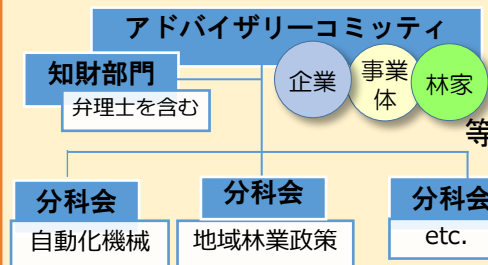 アドバイザリーコミッティ
知財部門
弁理士を含む
企業
事業
体
林家
等
分科会
自動化機械
分科会
地域林業政策
分科会
etc.